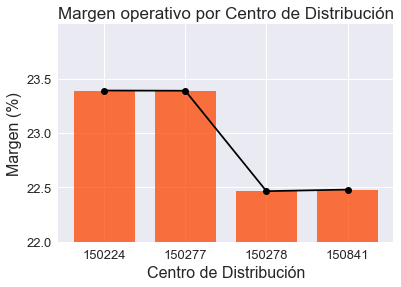 Margen operativo por Centro de Distribución
23.5
23.0
22.5
22.0
Margen (%)
150224 150277 150278 150841
Centro de Distribución